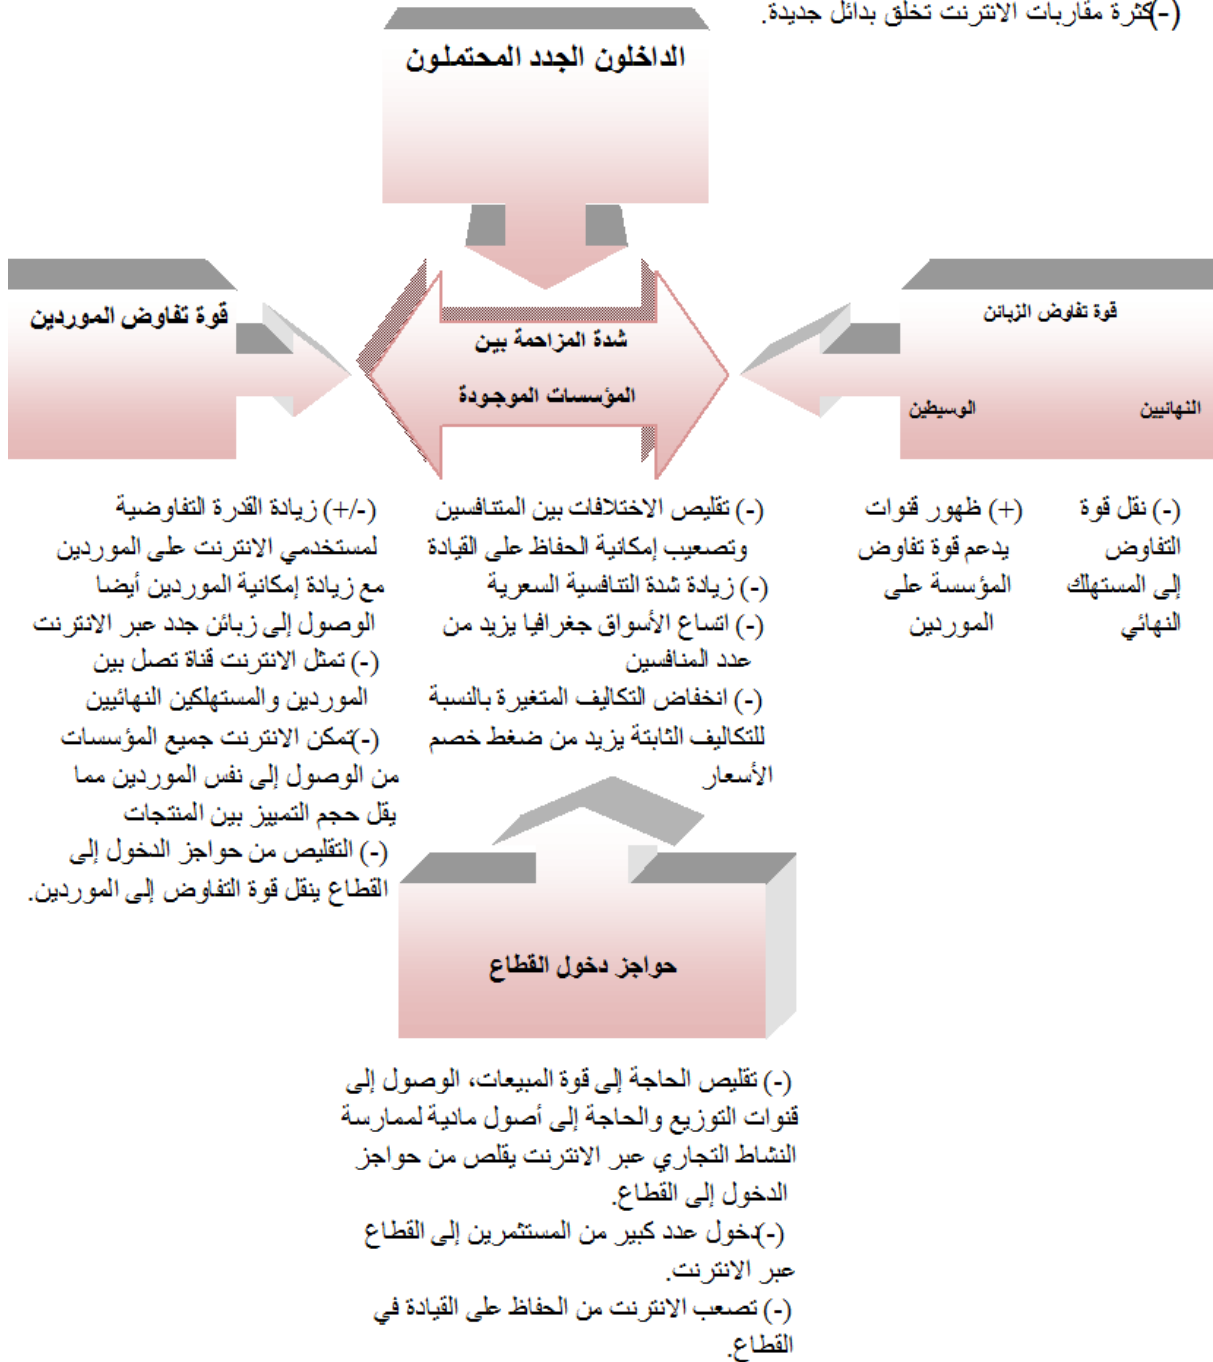 (-)كثرة مقاربات الانترنت تخلق بدائل جديدة.
الداخلون الجدد المحتملون
قوة تفاوض الزبائن
النهائيين
الوسيطين
شدة المزاحمة بين
المؤسسات الموجودة
قوة تفاوض الموردين
(-) نقل قوة
التفاوض
إلى المستهلك
النهائي
(+) ظهور قنوات
يدعم قوة تفاوض
المؤسسة على
الموردين
(-) تقليص الاختلافات بين المتنافسين
وتصعيب إمكانية الحفاظ على القيادة
(-) زيادة شدة التنافسية السعرية
(-) اتساع الأسواق جغرافيا يزيد من
عدد المنافسين
(-) انخفاض التكاليف المتغيرة بالنسبة
للتكاليف الثابتة يزيد من ضغط خصم
الأسعار
(+/-) زيادة القدرة التفاوضية
لمستخدمي الانترنت على الموردين
مع زيادة إمكانية الموردين أيضا
الوصول إلى زبائن جدد عبر الانترنت
(-) تمثل الانترنت قناة تصل بين
الموردين والمستهلكين النهائيين
(-)تمكن الانترنت جميع المؤسسات
من الوصول إلى نفس الموردين مما
يقل حجم التمييز بين المنتجات
(-) التقليص من حواجز الدخول إلى
القطاع ينقل قوة التفاوض إلى الموردين.
حواجز دخول القطاع
(-) تقليص الحاجة إلى قوة المبيعات، الوصول إلى
قنوات التوزيع والحاجة إلى أصول مادية لممارسة
النشاط التجاري عبر الانترنت يقلص من حواجز
الدخول إلى القطاع.
(-)دخول عدد كبير من المستثمرين إلى القطاع
عبر الانترنت.
(-) تصعب الانترنت من الحفاظ على القيادة في
القطاع.